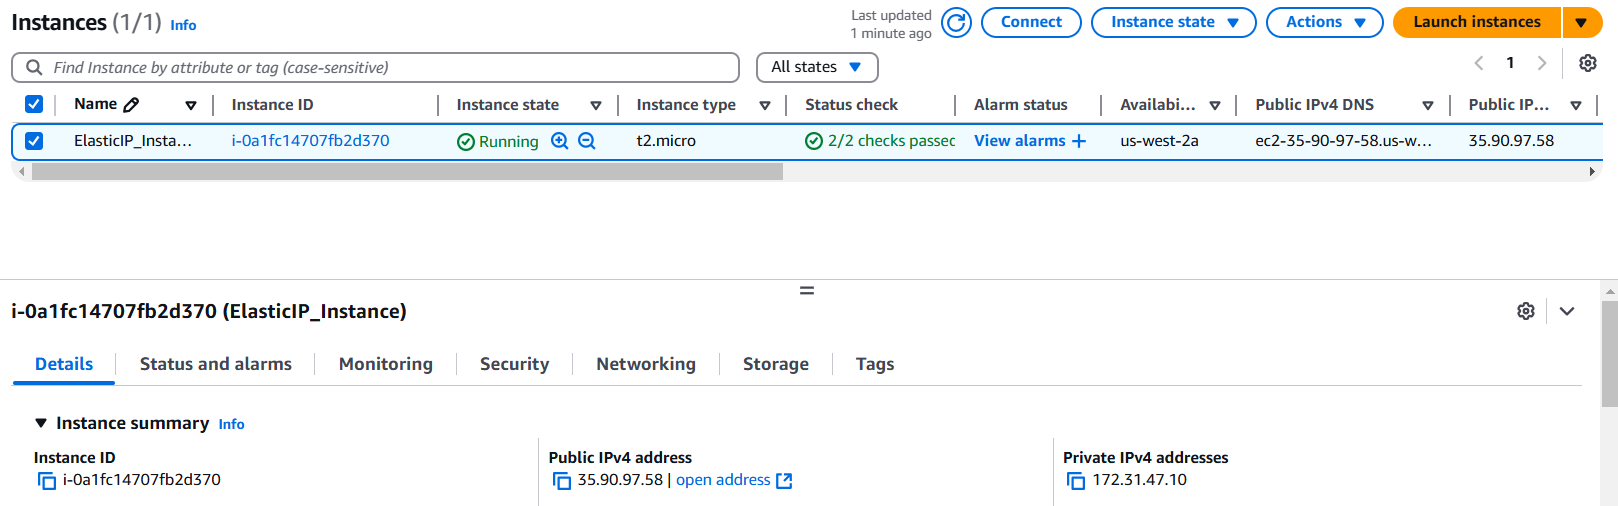 Instances (1/1) Info
Last updated
1 minute ago
Connect Instance state Actions Launch instances
Find Instance by attribute or tag (case-sensitive)
All states
1
Name Instance ID Instance state Instance type Status check Alarm status Availabi... Public IPv4 DNS Public IP...
ElasticIP_Insta... i-0a1fc14707fb2d370 Running t2.micro 2/2 checks passec View alarms + us-west-2a ec2-35-90-97-58.us-w... 35.90.97.58
i-0a1fc14707fb2d370 (ElasticIP_Instance)
Details Status and alarms Monitoring Security Networking Storage Tags
Instance summary Info
Instance ID Public IPv4 address Private IPv4 addresses
i-0a1fc14707fb2d370 35.90.97.58 | open address 172.31.47.10